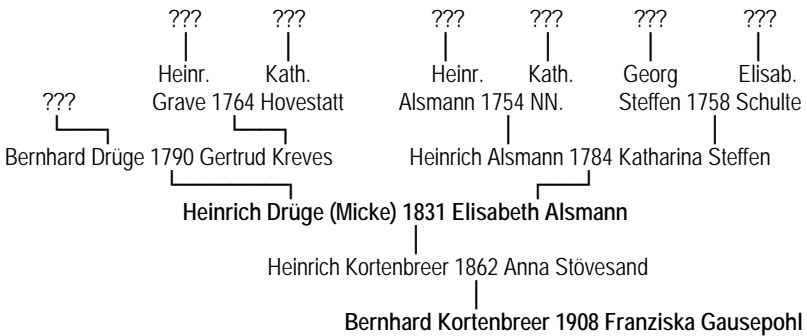 ??? ??? ??? ??? ??? ???
Heinr. Kath. Heinr. Kath. Georg Elisab.
??? Grave 1764 Hovestatt Alsmann 1754 NN. Steffen 1758 Schulte
Bernhard Drüge 1790 Gertrud Kreves Heinrich Alsmann 1784 Katharina Steffen
Heinrich Drüge (Micke) 1831 Elisabeth Alsmann
Heinrich Kortenbreer 1862 Anna Stövesand
Bernhard Kortenbreer 1908 Franziska Gausepohl